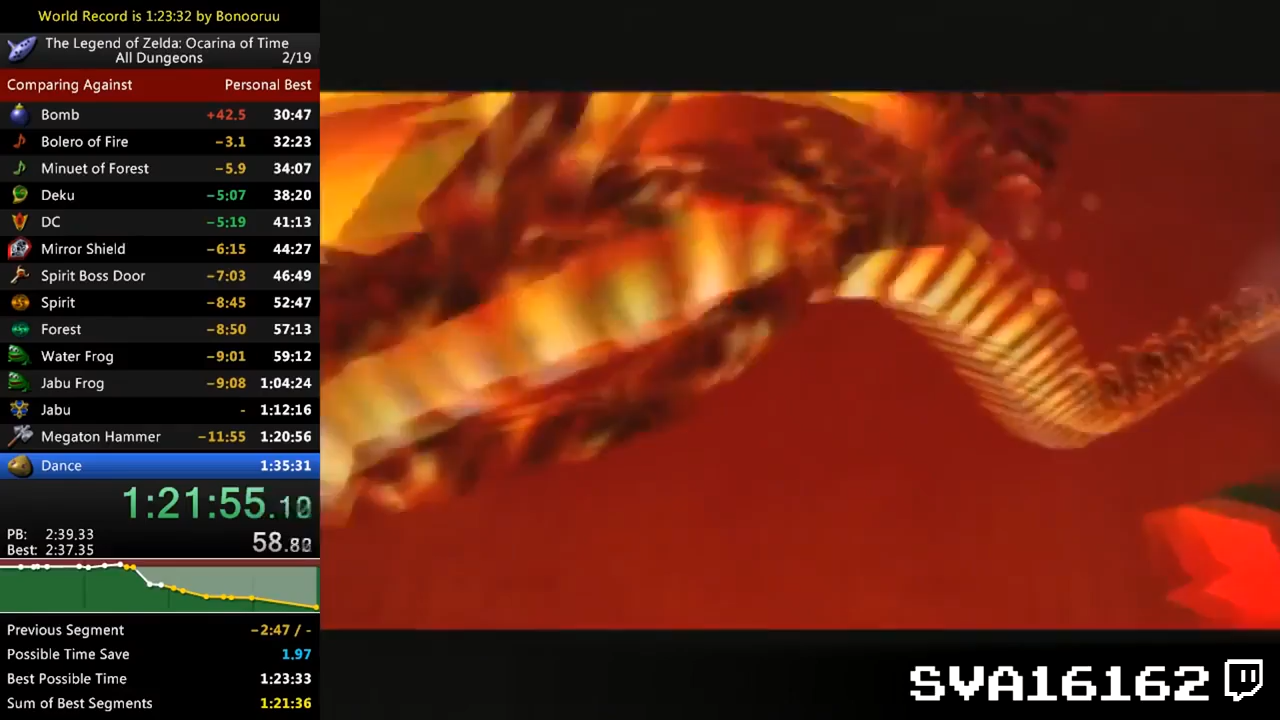 World Record is 1:23:32 by Bonooruu
The Legend of Zelda: Ocarina of Time
All Dungeons 2/19
Comparing Against Personal Best
Bomb +42.5 30:47
Bolero of Fire −3.1 32:23
Minuet of Forest −5.9 34:07
Deku −5:07 38:20
DC −5:19 41:13
Mirror Shield −6:15 44:27
Spirit Boss Door −7:03 46:49
Spirit −8:45 52:47
Forest −8:50 57:13
Water Frog −9:01 59:12
Jabu Frog −9:08 1:04:24
Jabu - 1:12:16
Megaton Hammer −11:55 1:20:56
Dance 1:35:31
1:21:55.10
PB: 2:39.33
Best: 2:37.35
58.82
Previous Segment −2:47 / -
Possible Time Save 1.97
Best Possible Time 1:23:33
Sum of Best Segments 1:21:36
SVA16162